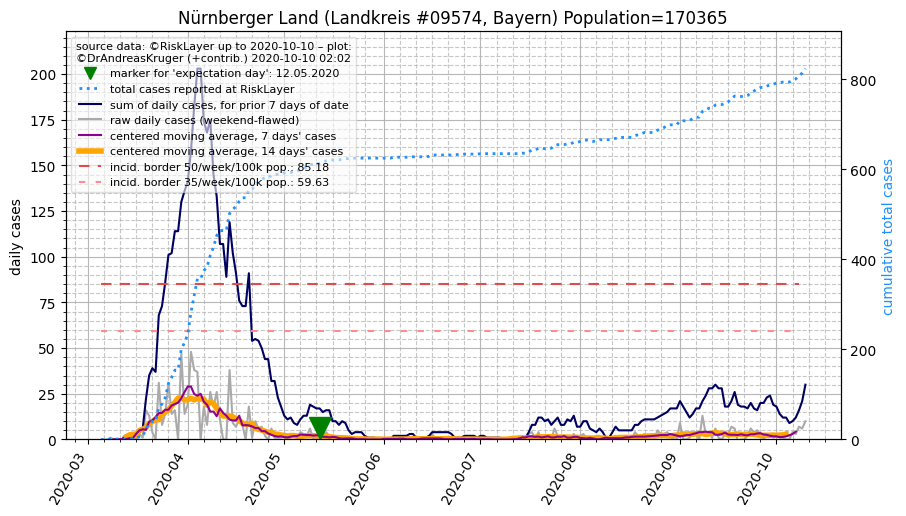 Nürnberger Land (Landkreis #09574, Bayern) Population=170365
source data: ©RiskLayer up to 2020-10-10 – plot:
©DrAndreasKruger (+contrib.) 2020-10-10 02:02
marker for 'expectation day': 12.05.2020
total cases reported at RiskLayer
sum of daily cases, for prior 7 days of date
raw daily cases (weekend-flawed)
centered moving average, 7 days' cases
centered moving average, 14 days' cases
incid. border 50/week/100k pop.: 85.18
incid. border 35/week/100k pop.: 59.63
daily cases
200
175
150
125
100
75
50
25
0
cumulative total cases
800
600
400
200
0
2020-03
2020-04
2020-05
2020-06
2020-07
2020-08
2020-09
2020-10